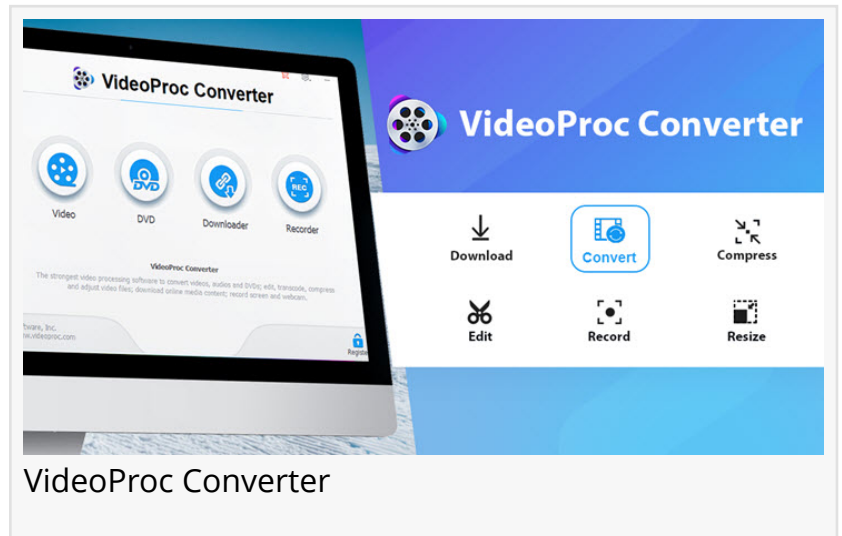 VideoProc Converter
Video
DVD
DVD
Downloader
REC
Recorder
VideoProc Converter
The strongest video processing software to convert videos, audios and DVDs; edit, transcode, compress
and adjust video files; download online media content; record screen and webcam.
tware, Inc.
w.videoproc.com
Register
VideoProc Converter
Download
Convert
Compress
Edit
Record
Resize
VideoProc Converter